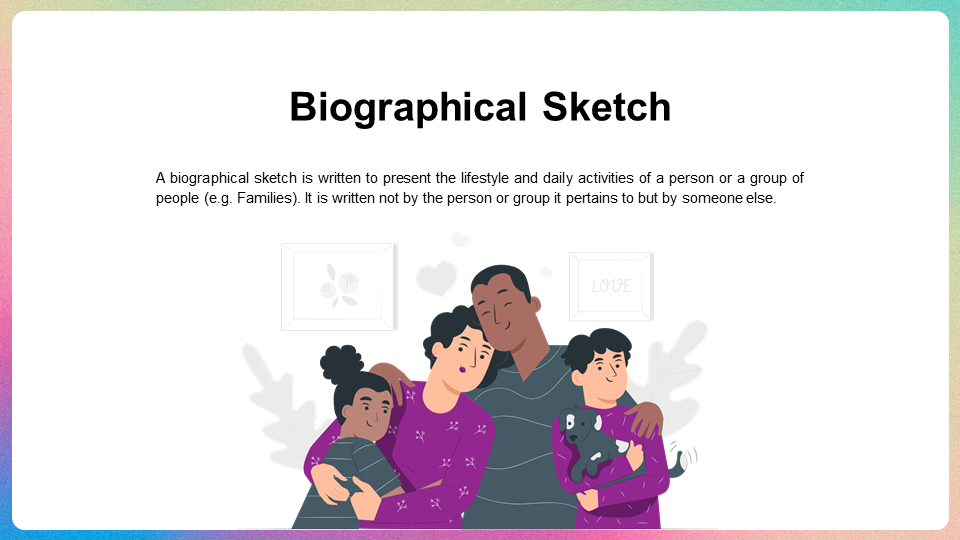 Biographical Sketch
A biographical sketch is written to present the lifestyle and daily activities of a person or a group of
people (e.g. Families). It is written not by the person or group it pertains to but by someone else.
LOVE